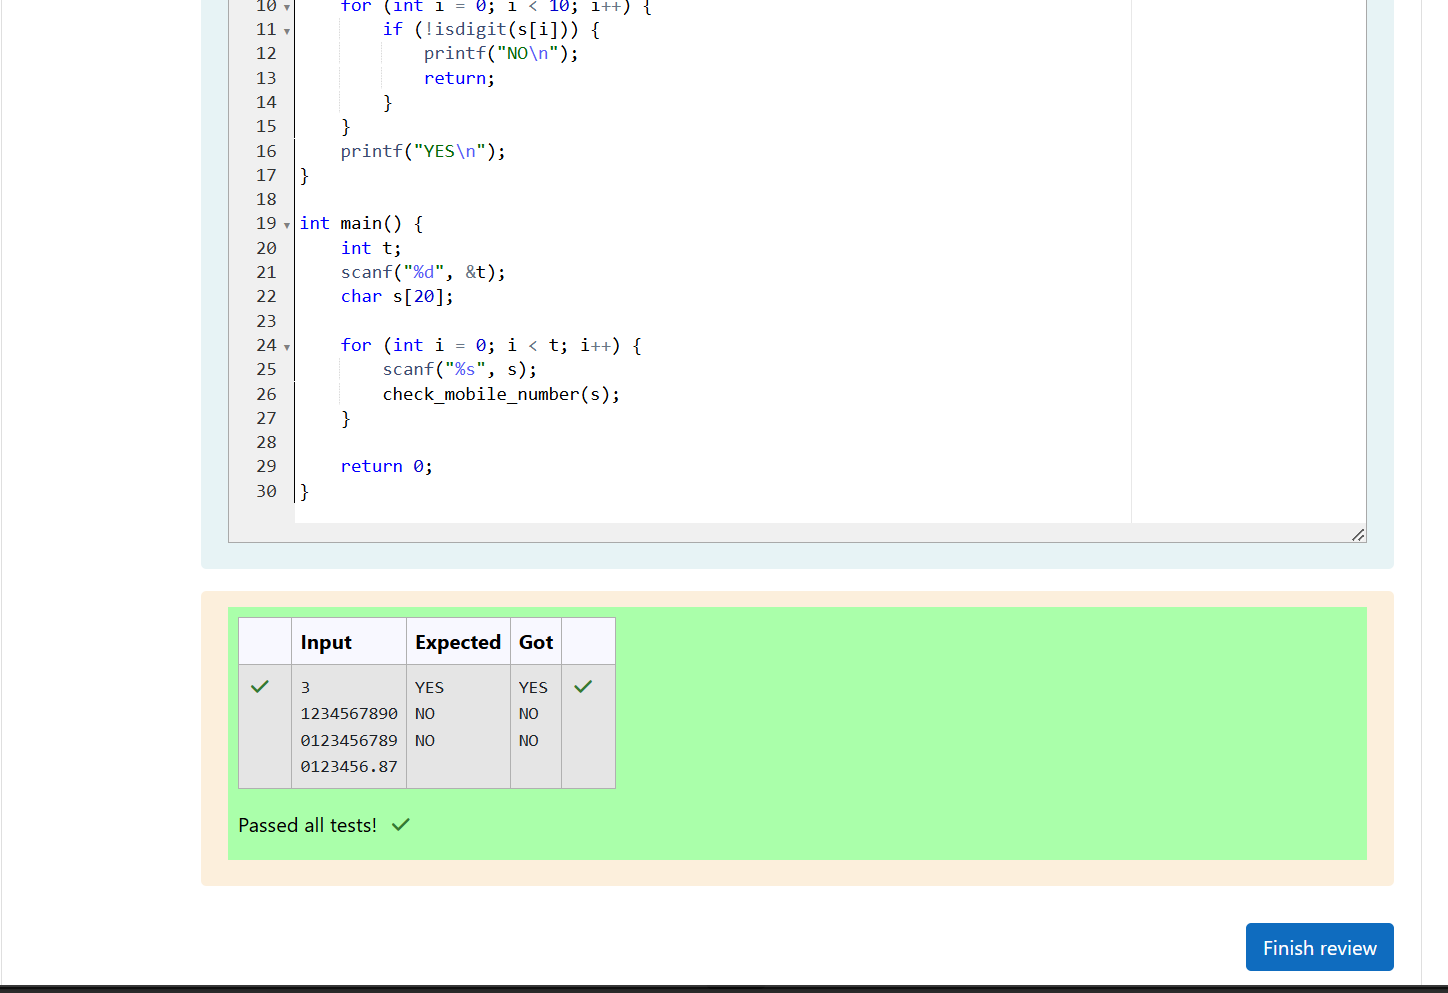 10 for (int i = 0; i < 10; i++) {
11 if (!isdigit(s[i])) {
12 printf("NO\n");
13 return;
14 }
15 }
16 printf("YES\n");
17 }
18
19 int main() {
20 int t;
21 scanf("%d", &t);
22 char s[20];
23
24 for (int i = 0; i < t; i++) {
25 scanf("%s", s);
26 check_mobile_number(s);
27 }
28
29 return 0;
30 }
Input Expected Got
3 YES YES
1234567890 NO NO
0123456789 NO NO
0123456.87
Passed all tests!
Finish review